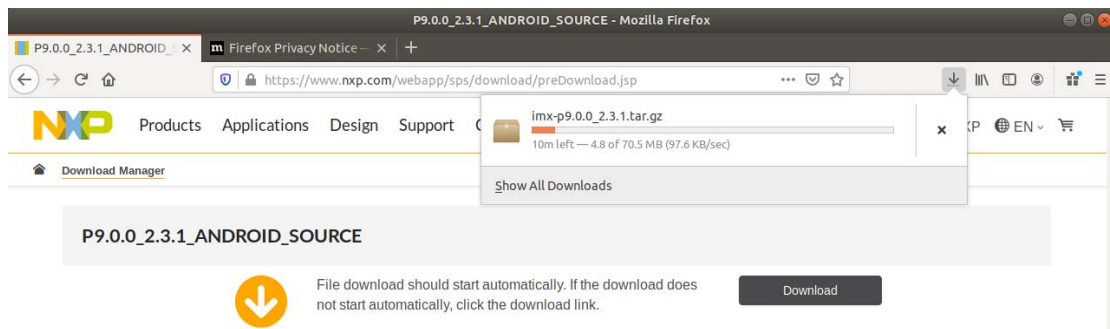 P9.0.0_2.3.1_ANDROID_SOURCE - Mozilla Firefox
P9.0.0_2.3.1_ANDROID_
Firefox Privacy Notice —
https://www.nxp.com/webapp/sps/download/preDownload.jsp
NXP
Products Applications Design Support
XP EN
imx-p9.0.0_2.3.1.tar.gz
10m left — 4.8 of 70.5 MB (97.6 KB/sec)
Show All Downloads
Download Manager
P9.0.0_2.3.1_ANDROID_SOURCE
File download should start automatically. If the download does
not start automatically, click the download link.
Download